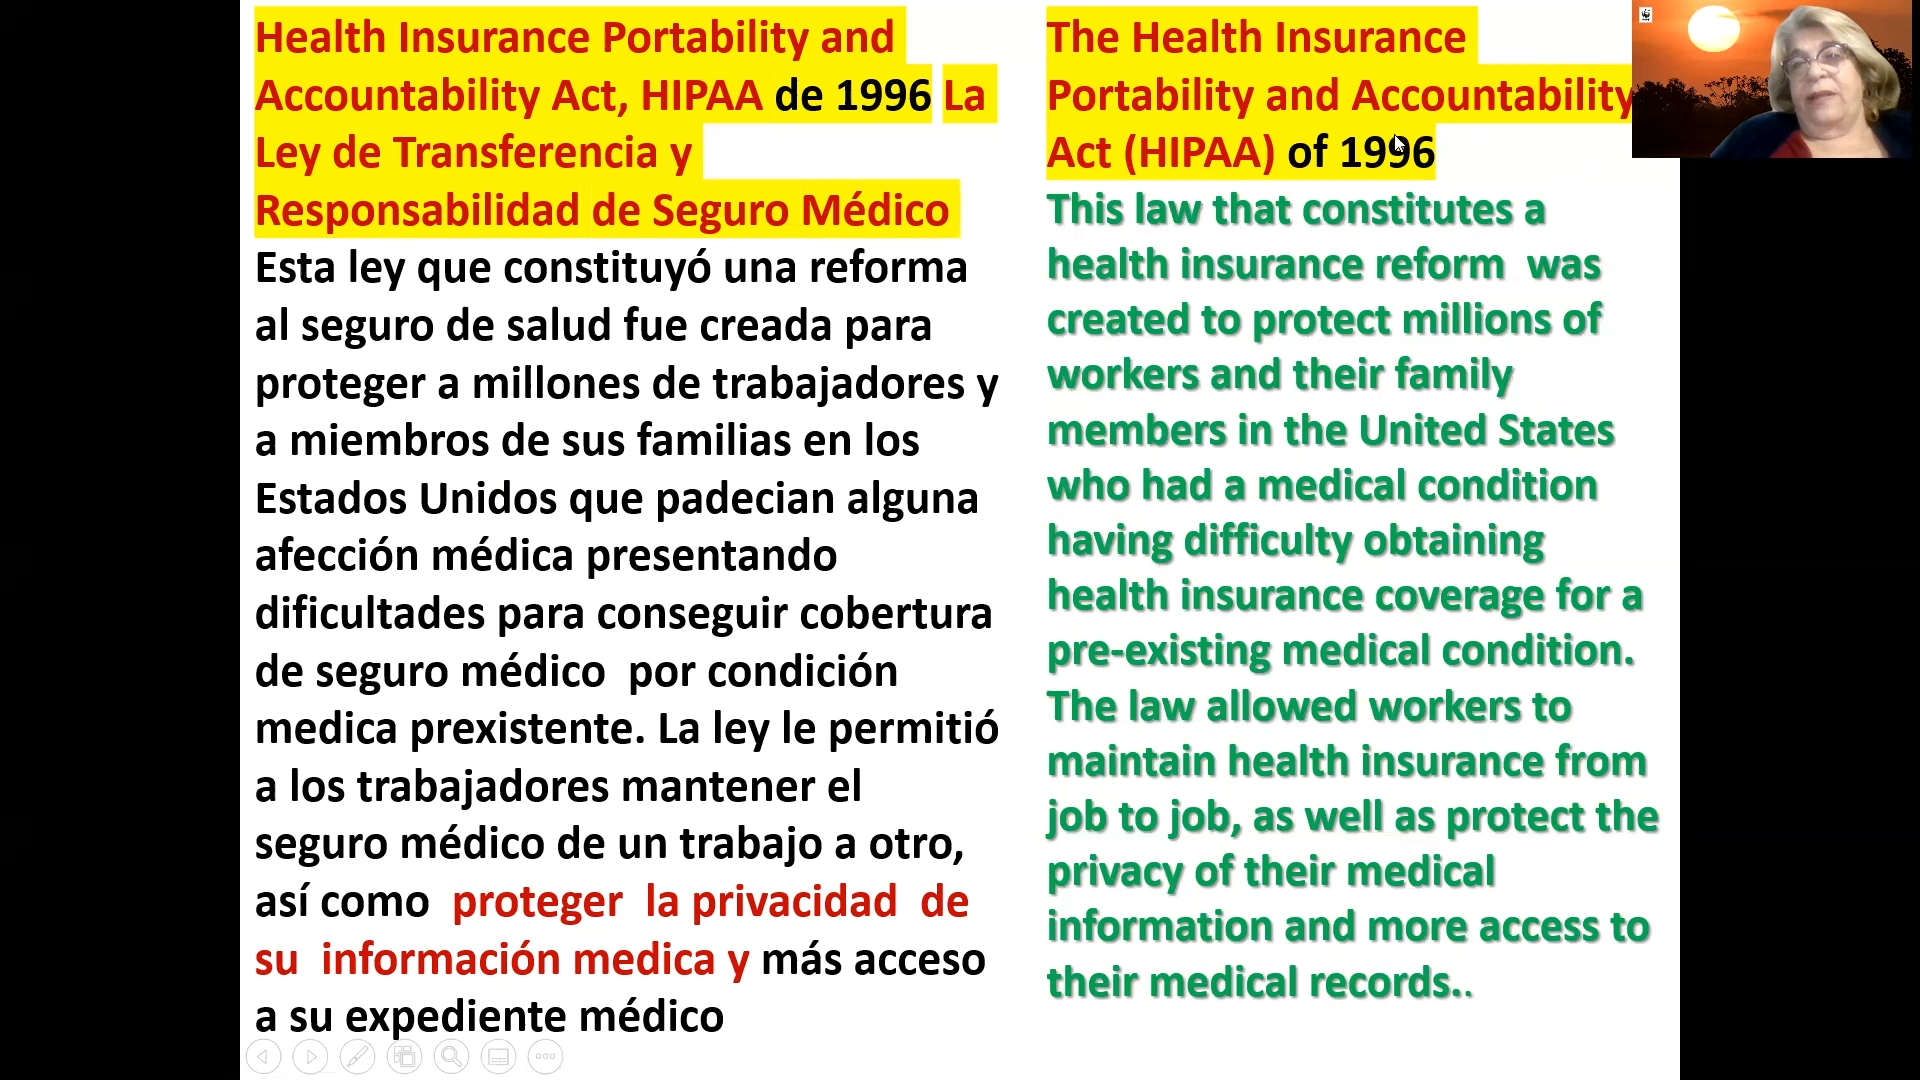 Health Insurance Portability and
Accountability Act, HIPAA de 1996 La
Ley de Transferencia y
Responsabilidad de Seguro Médico
Esta ley que constituyó una reforma
al seguro de salud fue creada para
proteger a millones de trabajadores y
a miembros de sus familias en los
Estados Unidos que padecian alguna
afección médica presentando
dificultades para conseguir cobertura
de seguro médico por condición
medica prexistente. La ley le permitió
a los trabajadores mantener el
seguro médico de un trabajo a otro,
así como proteger la privacidad de
su información medica y más acceso
a su expediente médico
The Health Insurance
Portability and Accountability
Act (HIPAA) of 1996
This law that constitutes a
health insurance reform was
created to protect millions of
workers and their family
members in the United States
who had a medical condition
having difficulty obtaining
health insurance coverage for a
pre-existing medical condition.
The law allowed workers to
maintain health insurance from
job to job, as well as protect the
privacy of their medical
information and more access to
their medical records..